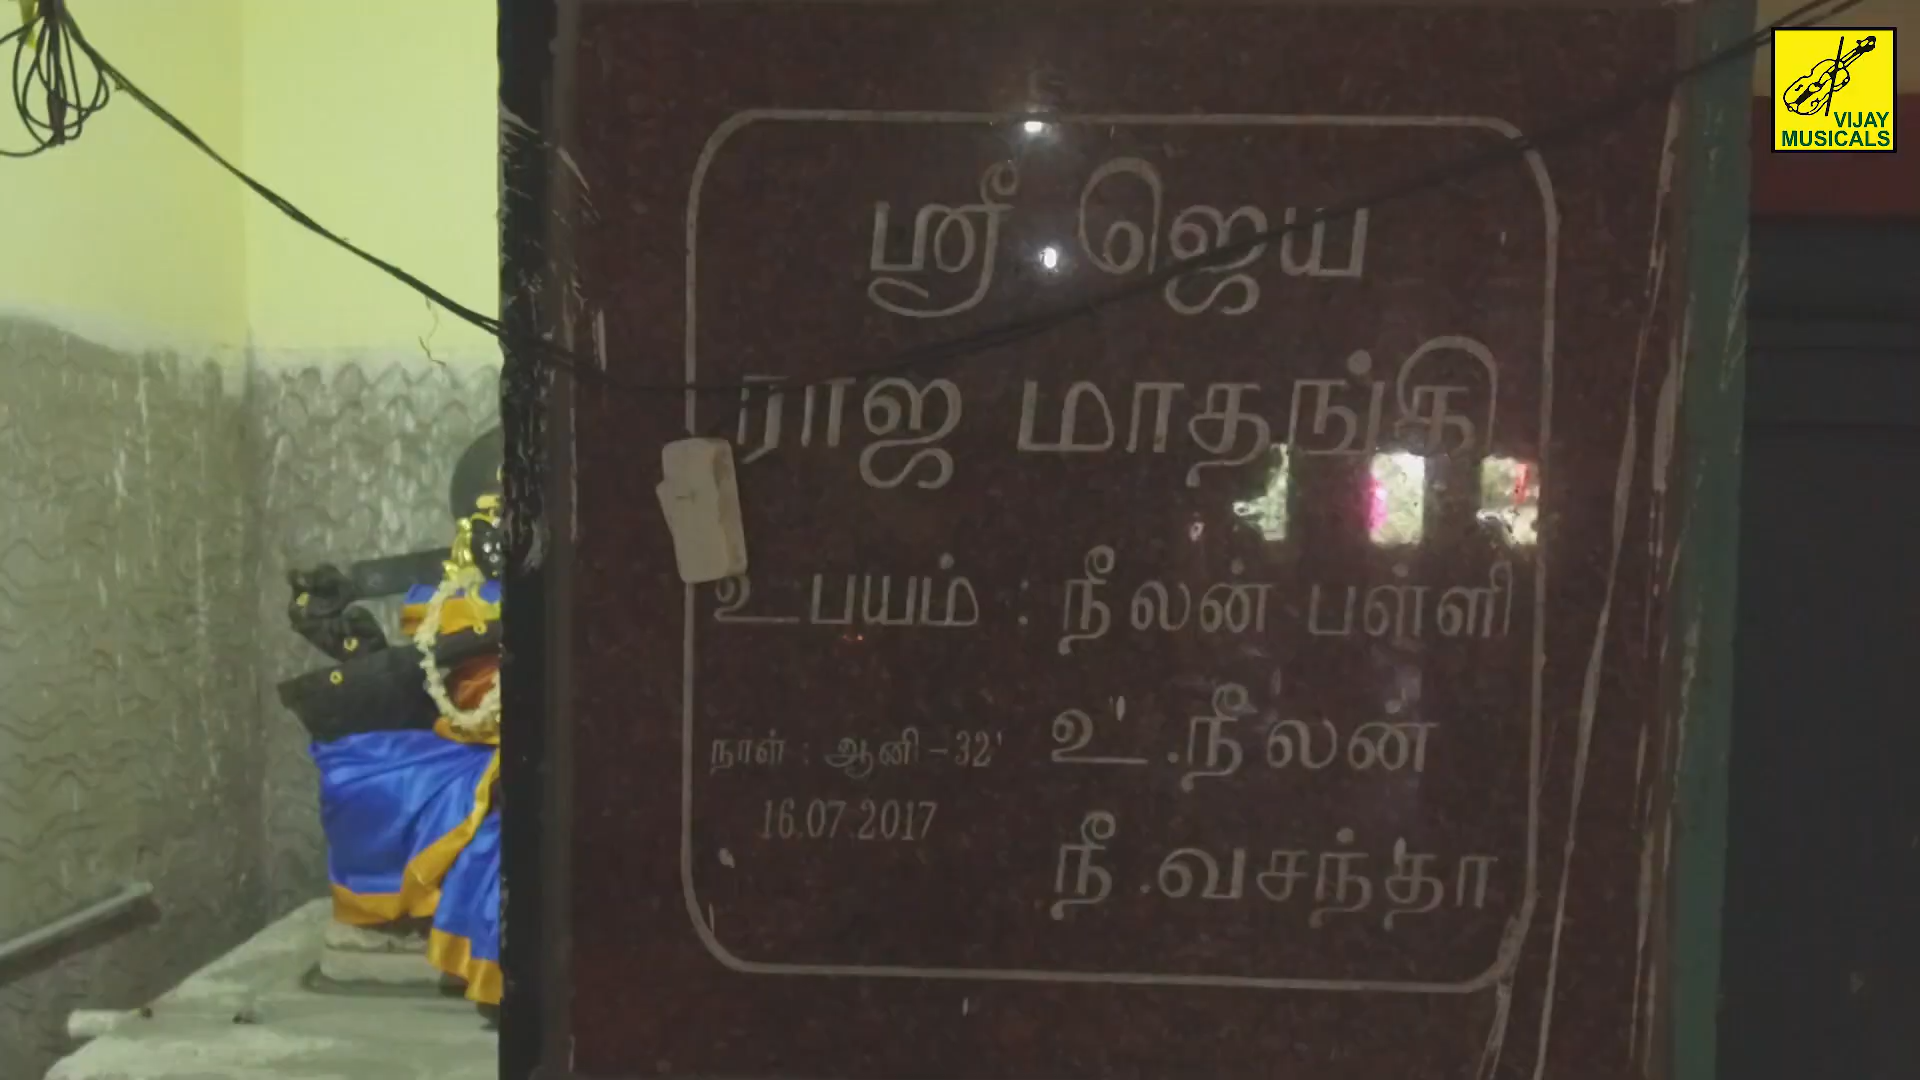 ஸ்ரீ ஜெய
ராஜ மாதங்கி
உபயம் : நீலன் பள்ளி
உ.நீலன்
நாள் : ஆனி - 32
16.07.2017
நீ.வசந்தா
VIJAY
MUSICALS